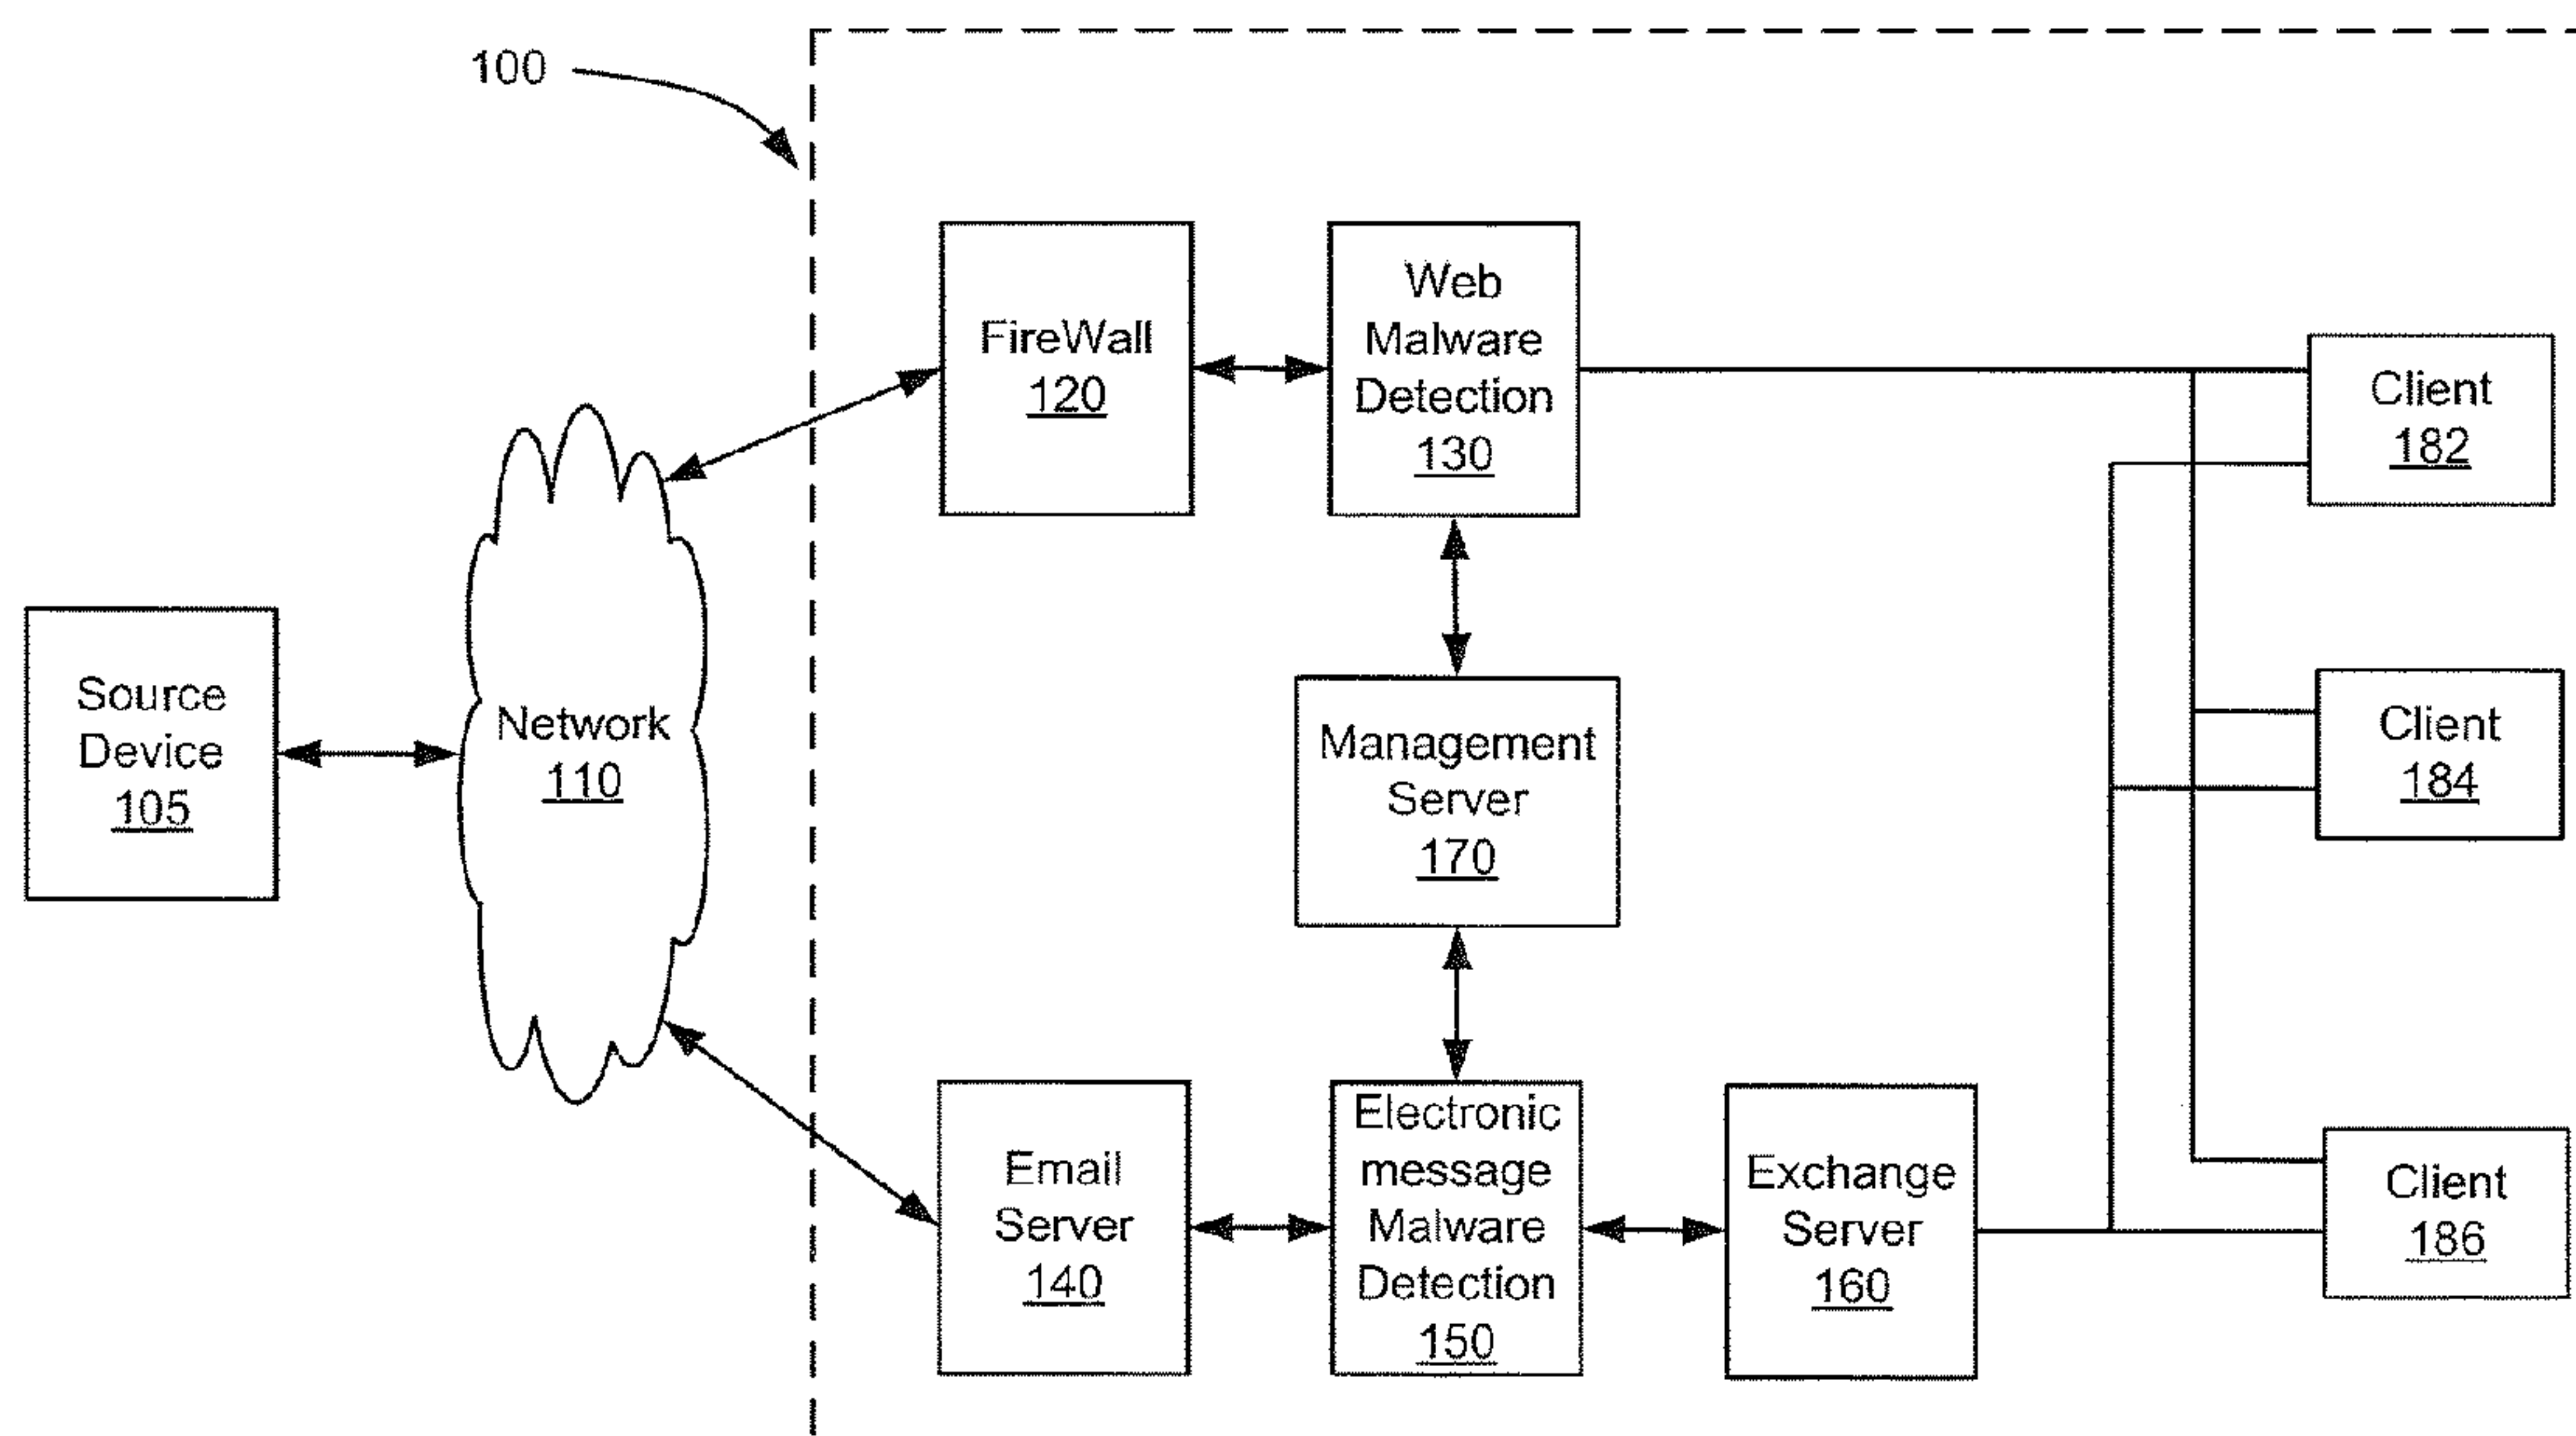 100
FireWall
120
Web
Malware
Detection
130
Client
182
Source
Device
105
Network
110
Management
Server
170
Client
184
Email
Server
140
Electronic
message
Malware
Detection
150
Exchange
Server
160
Client
186